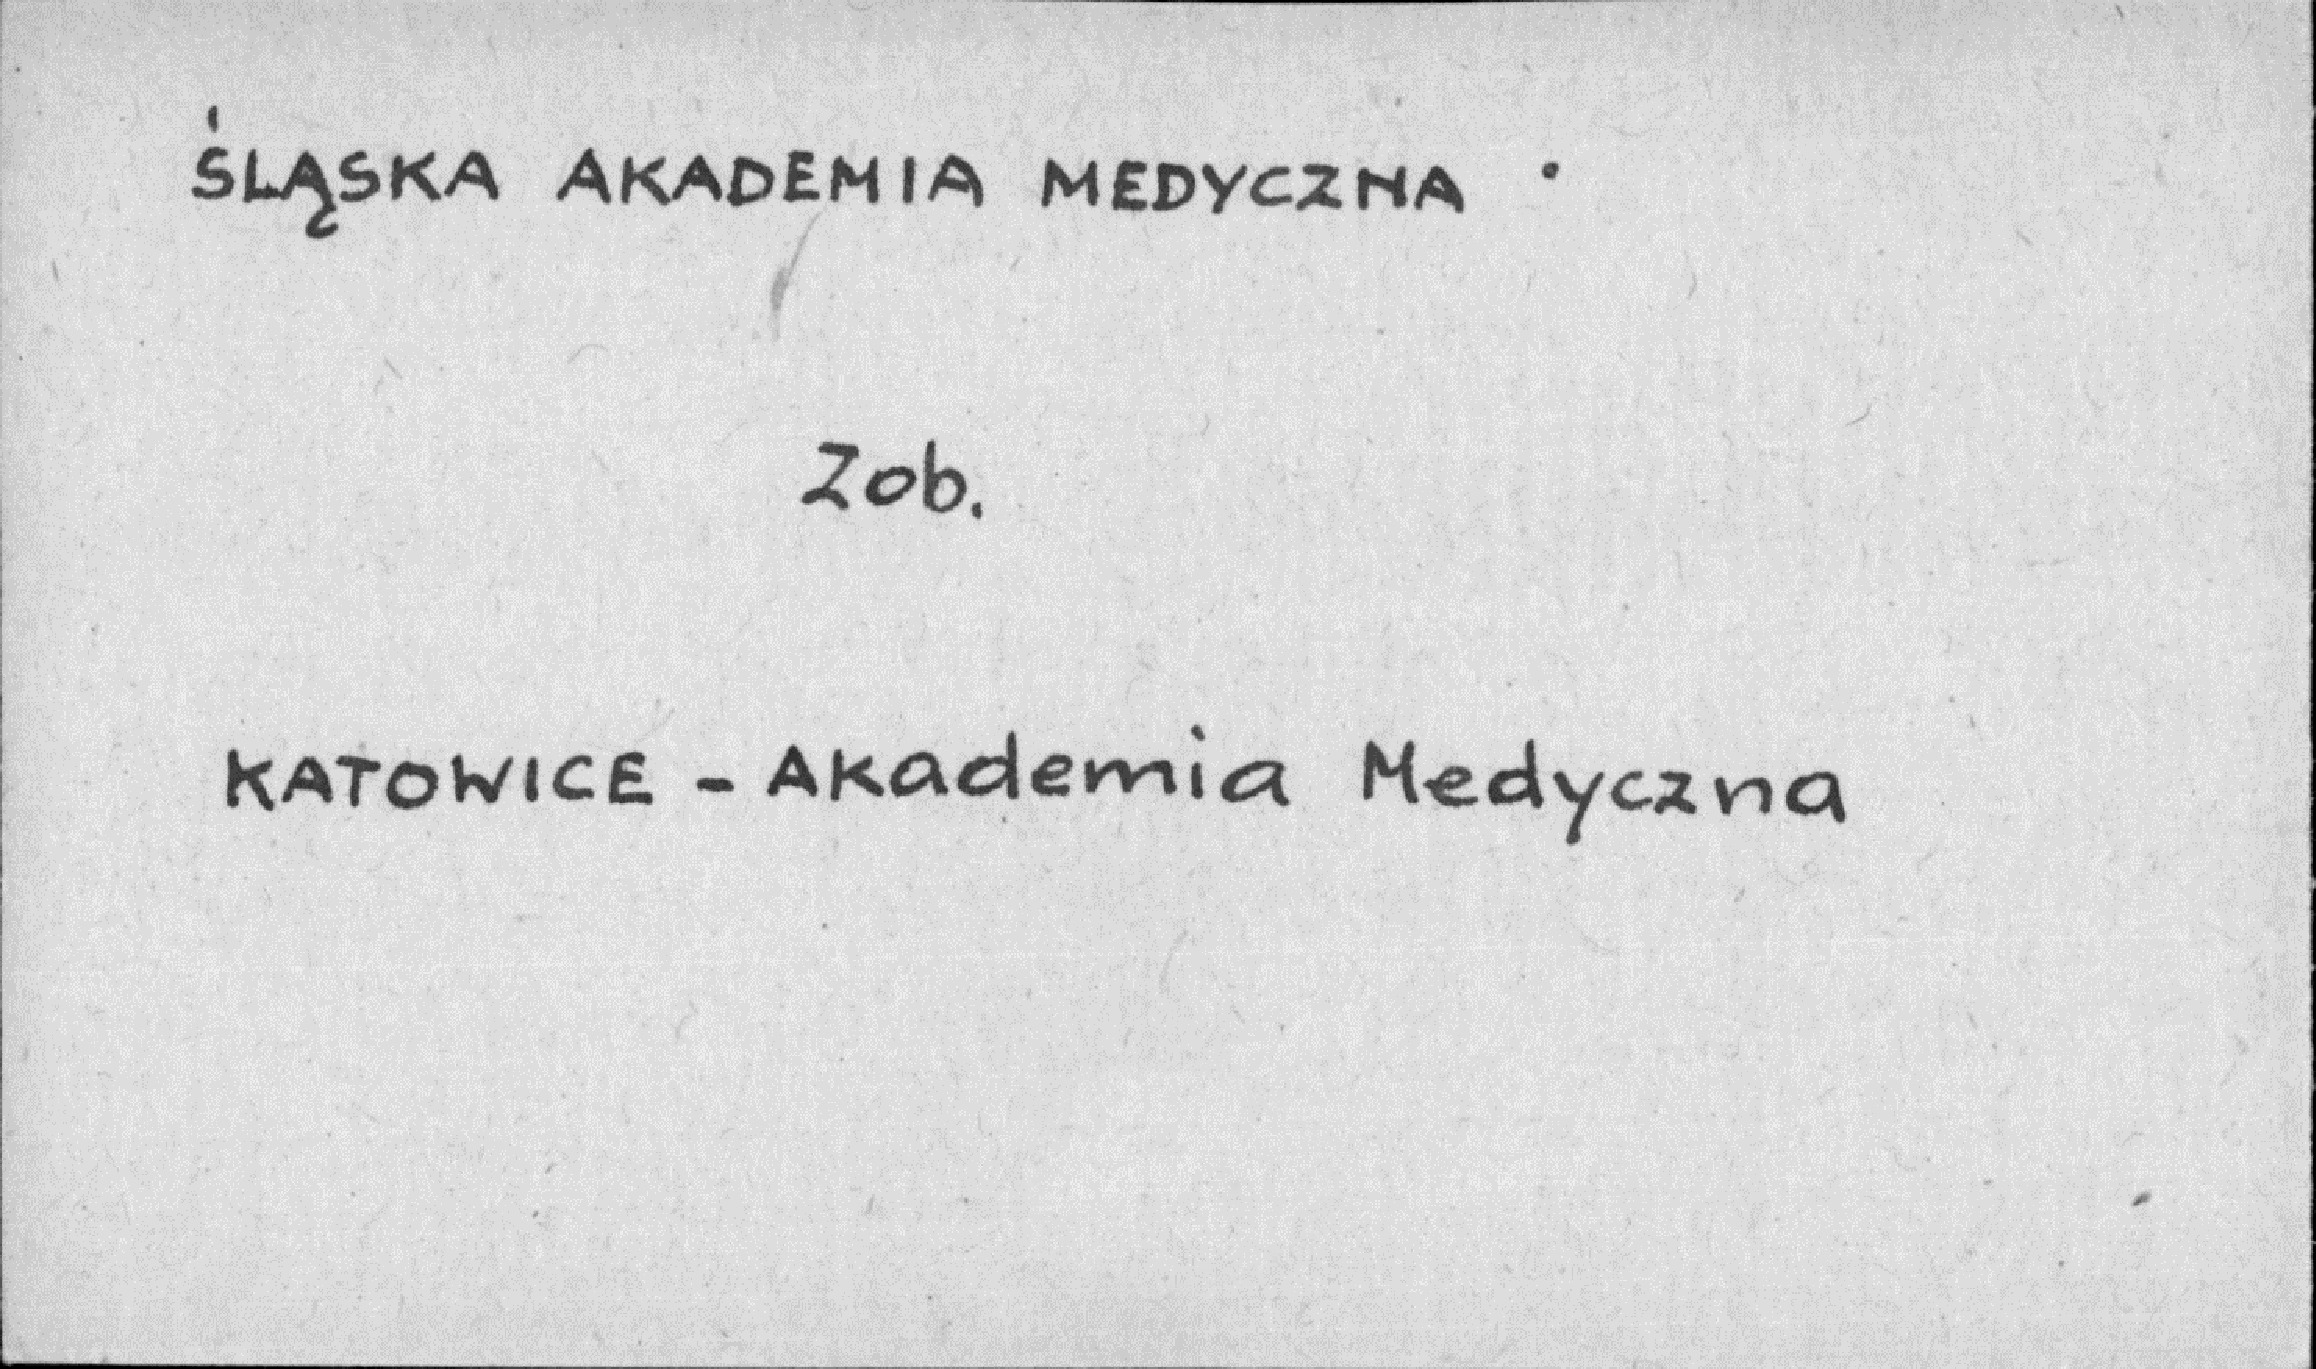 ŚLĄSKA AKADEMIA MEDYCZNA
Zob.
KATOWICE - Akademia Medyczna